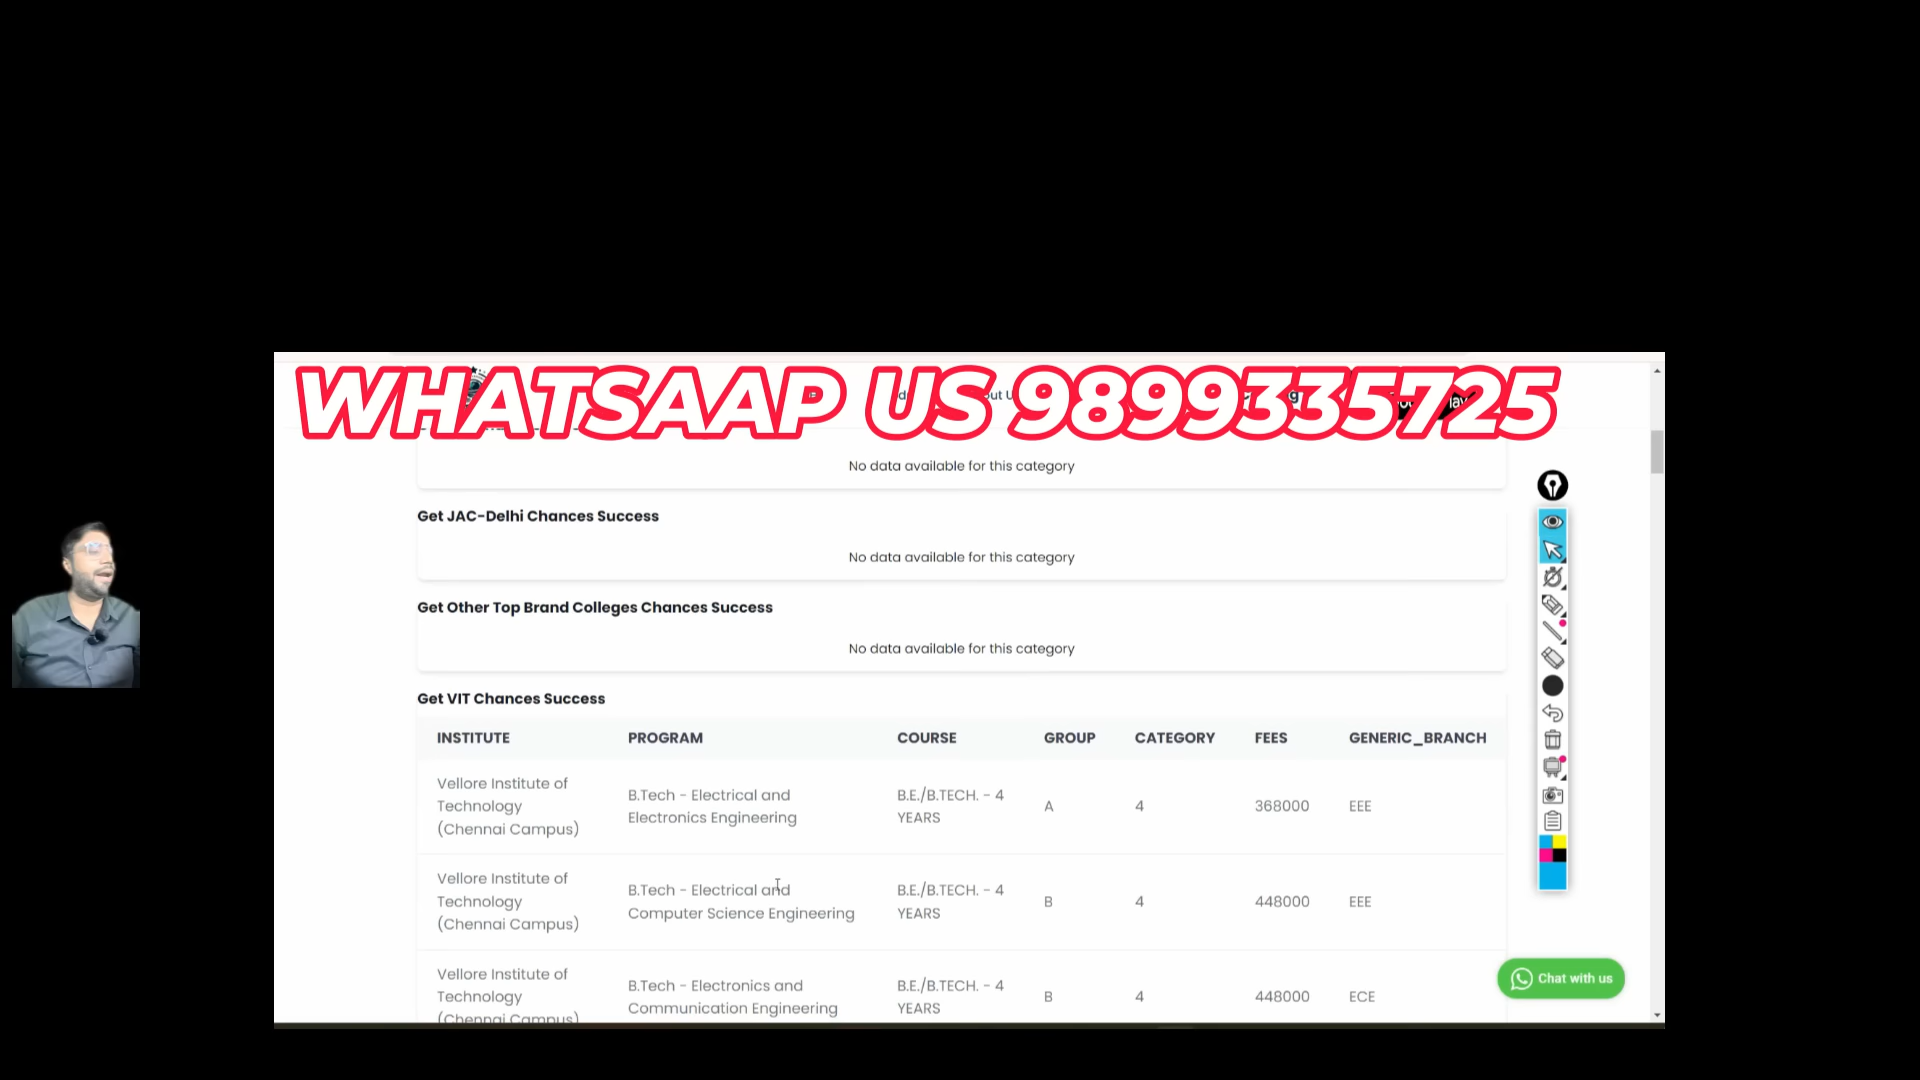 WHATSAAP US 9899335725
No data available for this category
Get JAC-Delhi Chances Success
No data available for this category
Get Other Top Brand Colleges Chances Success
No data available for this category
Get VIT Chances Success
INSTITUTE PROGRAM COURSE GROUP CATEGORY FEES GENERIC_BRANCH
Vellore Institute of
Technology
(Chennai Campus)
B.Tech - Electrical and
Electronics Engineering
B.E./B.TECH. - 4
YEARS
A
4
368000
EEE
Vellore Institute of
Technology
(Chennai Campus)
B.Tech - Electrical and
Computer Science Engineering
B.E./B.TECH. - 4
YEARS
B
4
448000
EEE
Vellore Institute of
Technology
(Chennai Campus)
B.Tech - Electronics and
Communication Engineering
B.E./B.TECH. - 4
YEARS
B
4
448000
ECE
Chat with us